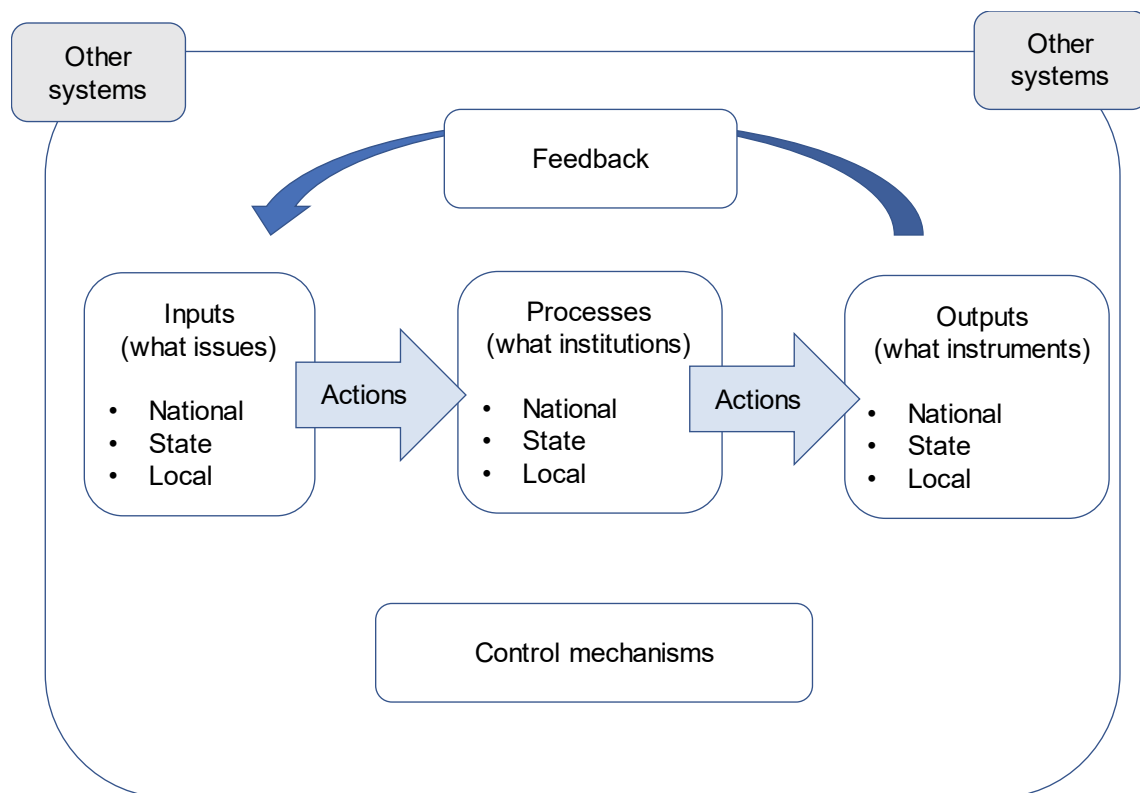 Other
systems
Other
systems
Feedback
Inputs
(what issues)
• National
• State
• Local
Actions
Processes
(what institutions)
• National
• State
• Local
Actions
Outputs
(what instruments)
• National
• State
• Local
Control mechanisms